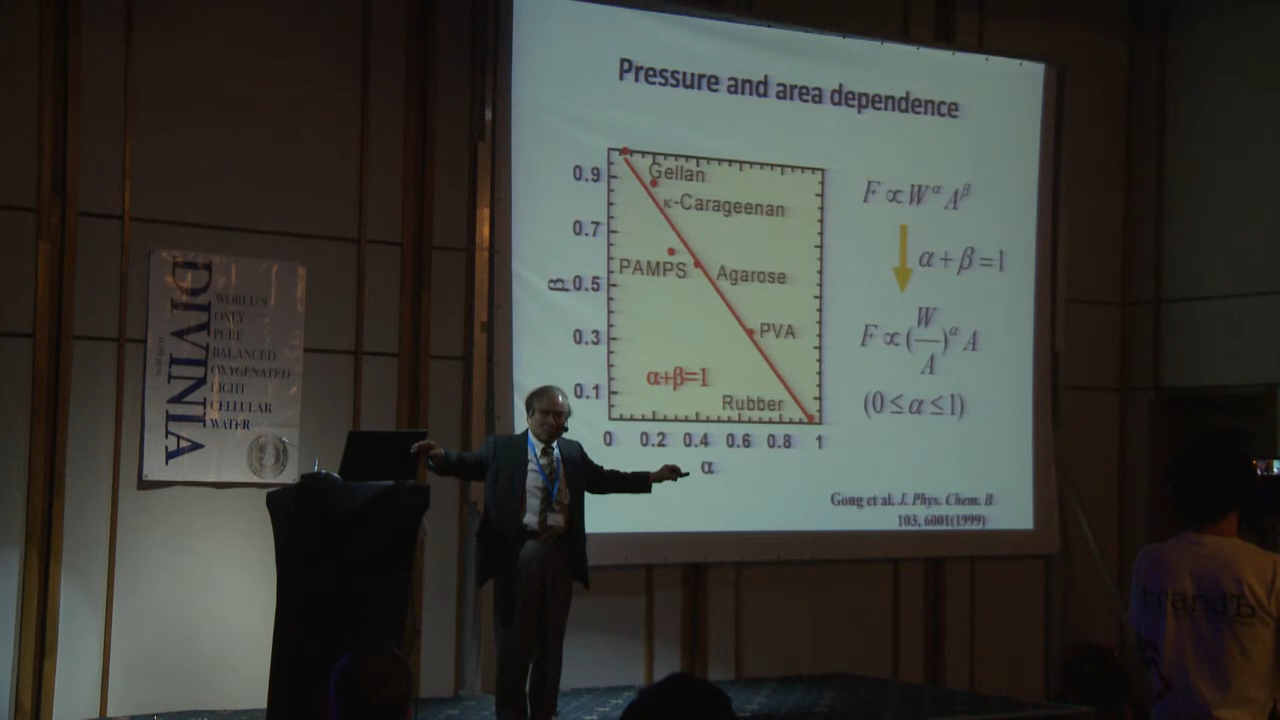 Pressure and area dependence
0.9
0.7
0.5
0.3
0.1
β
Gellan
κ-Carageenan
PAMPS
Agarose
PVA
α+β=1
Rubber
0 0.2 0.4 0.6 0.8 1
α
F ∝ W^α A^β
α + β = 1
F ∝ (W/A)^α A
(0 ≤ α ≤ 1)
Gong et al. J. Phys. Chem. B
103, 6001(1999)
DIVINIA
WORLD'S
ONLY
PURE
BALANCED
OXYGENATED
LIGHT
CELLULAR
WATER
brandЪ